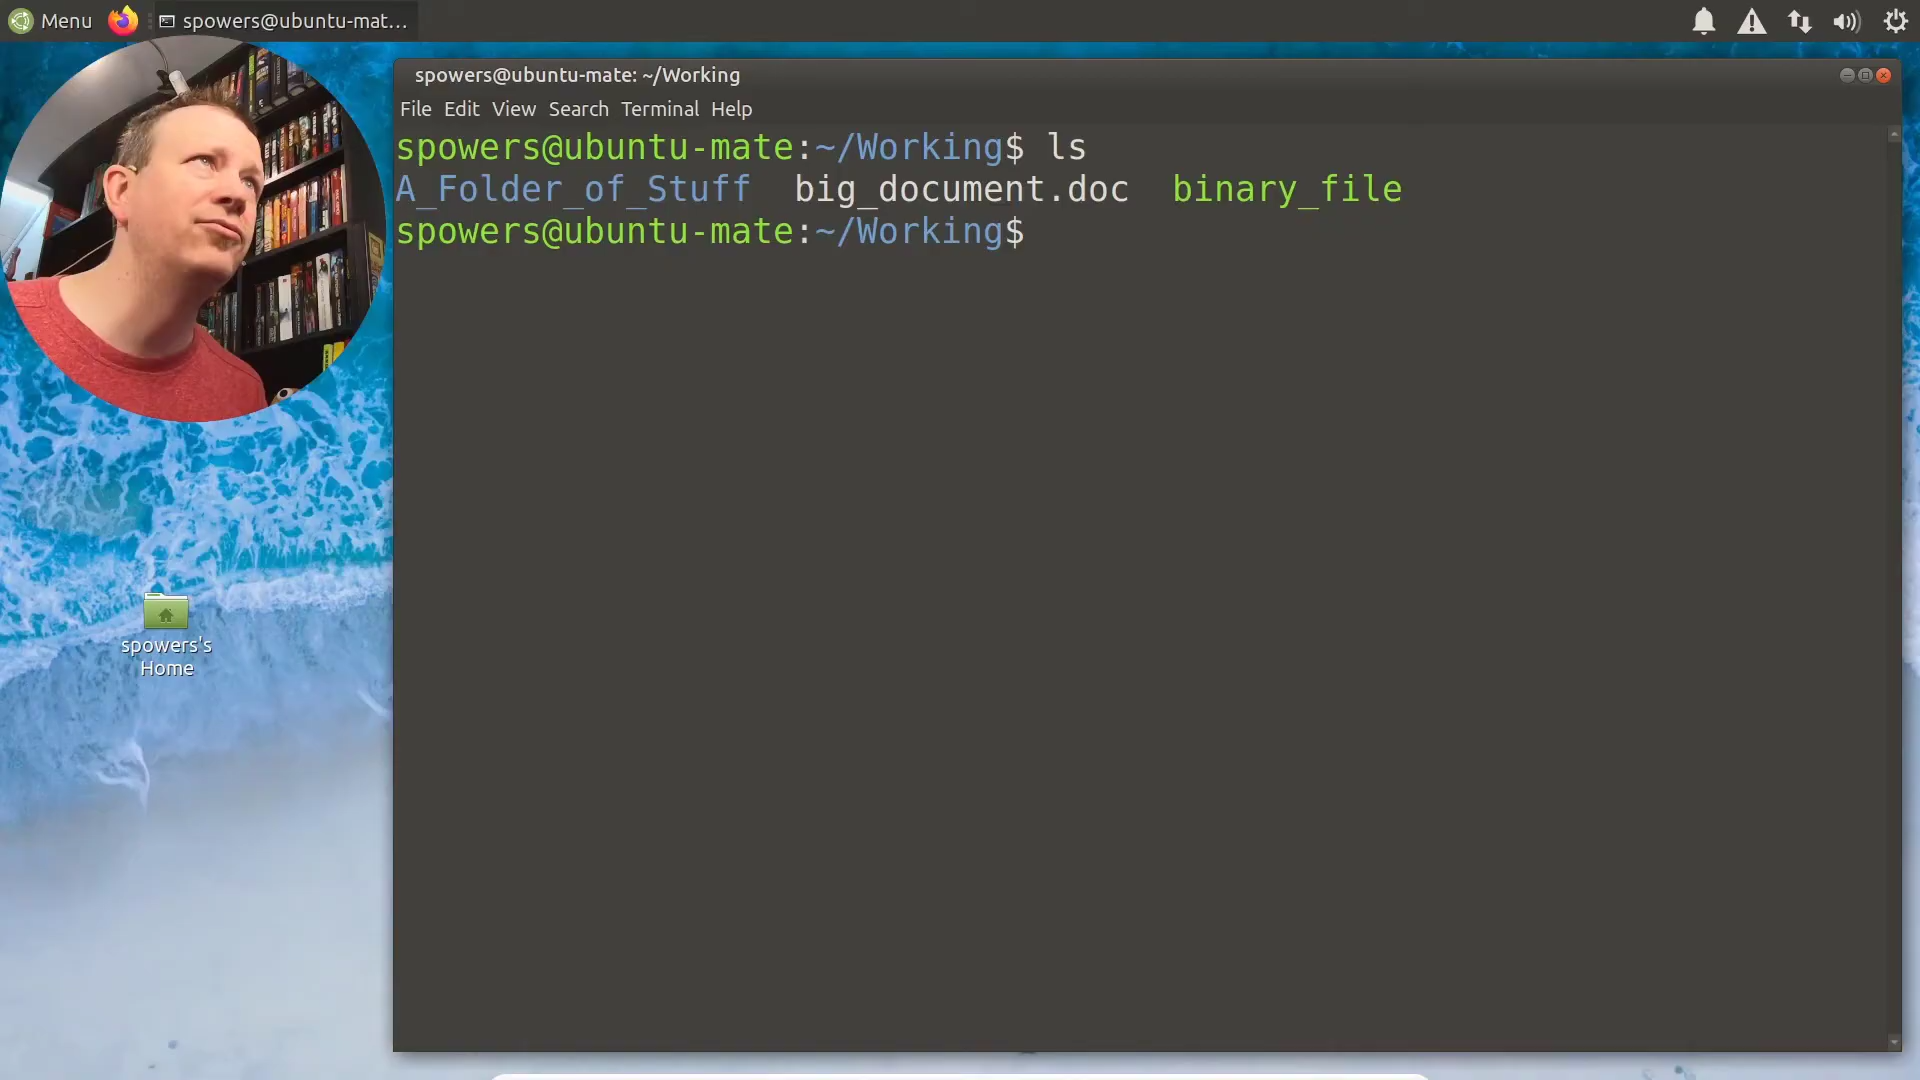 Menu spowers@ubuntu-mat...
spowers@ubuntu-mate: ~/Working
File Edit View Search Terminal Help
spowers@ubuntu-mate:~/Working$ ls
A_Folder_of_Stuff big_document.doc binary_file
spowers@ubuntu-mate:~/Working$
spowers's
Home